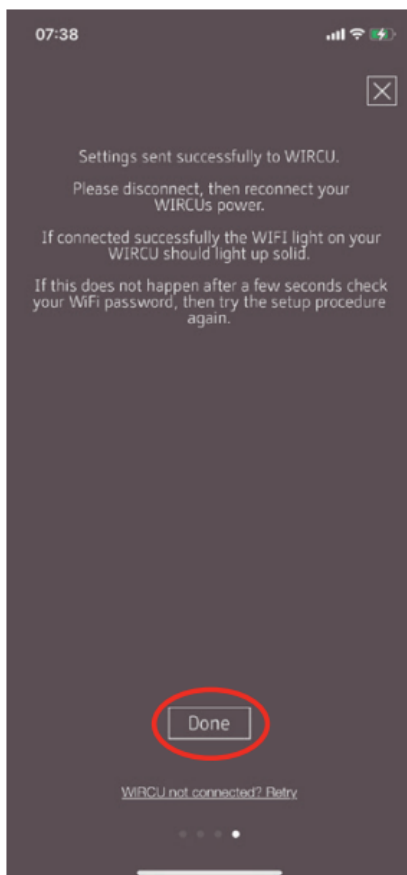 07:38
Settings sent successfully to WIRCU.
Please disconnect, then reconnect your
WIRCUs power.
If connected successfully the WIFI light on your
WIRCU should light up solid.
If this does not happen after a few seconds check
your WiFi password, then try the setup procedure
again.
Done
WIRCU not connected? Retry